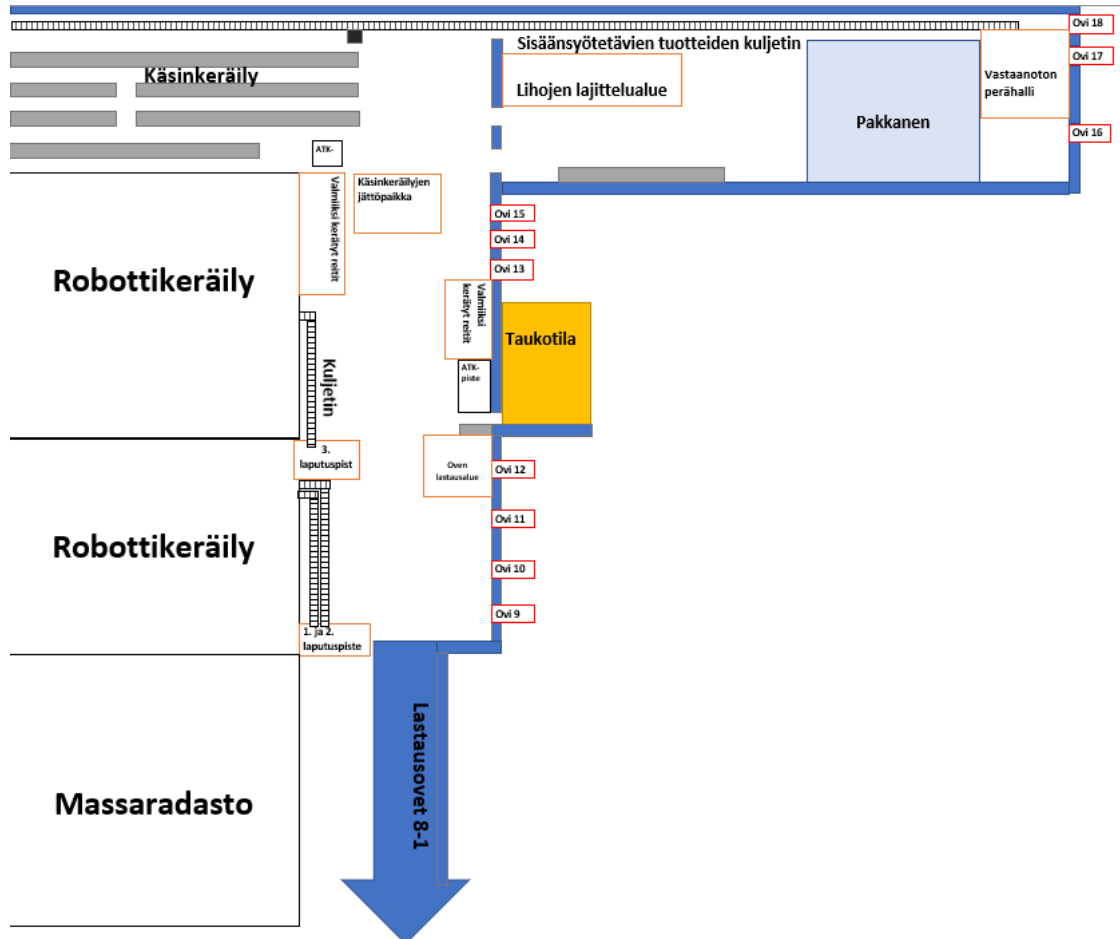 Ovi 18
Sisäänsyötetävien tuotteiden kuljetin
Ovi 17
Käsinkeräily
Lihojen lajittelualue
Vastaanoton
perähalli
Pakkanen
Ovi 16
ATK-
Valmiiksi kerätyt reitit
Käsinkeräilyjen
jättöpaikka
Ovi 15
Ovi 14
Ovi 13
Robottikeräily
Valmiiksi
kerätyt reitit
Taukotila
Kuljetin
ATK-
piste
3.
laputuspist
Oven
lastausalue
Ovi 12
Ovi 11
Robottikeräily
Ovi 10
Ovi 9
1. ja 2.
laputuspiste
Lastausovet 8-1
Massaradasto